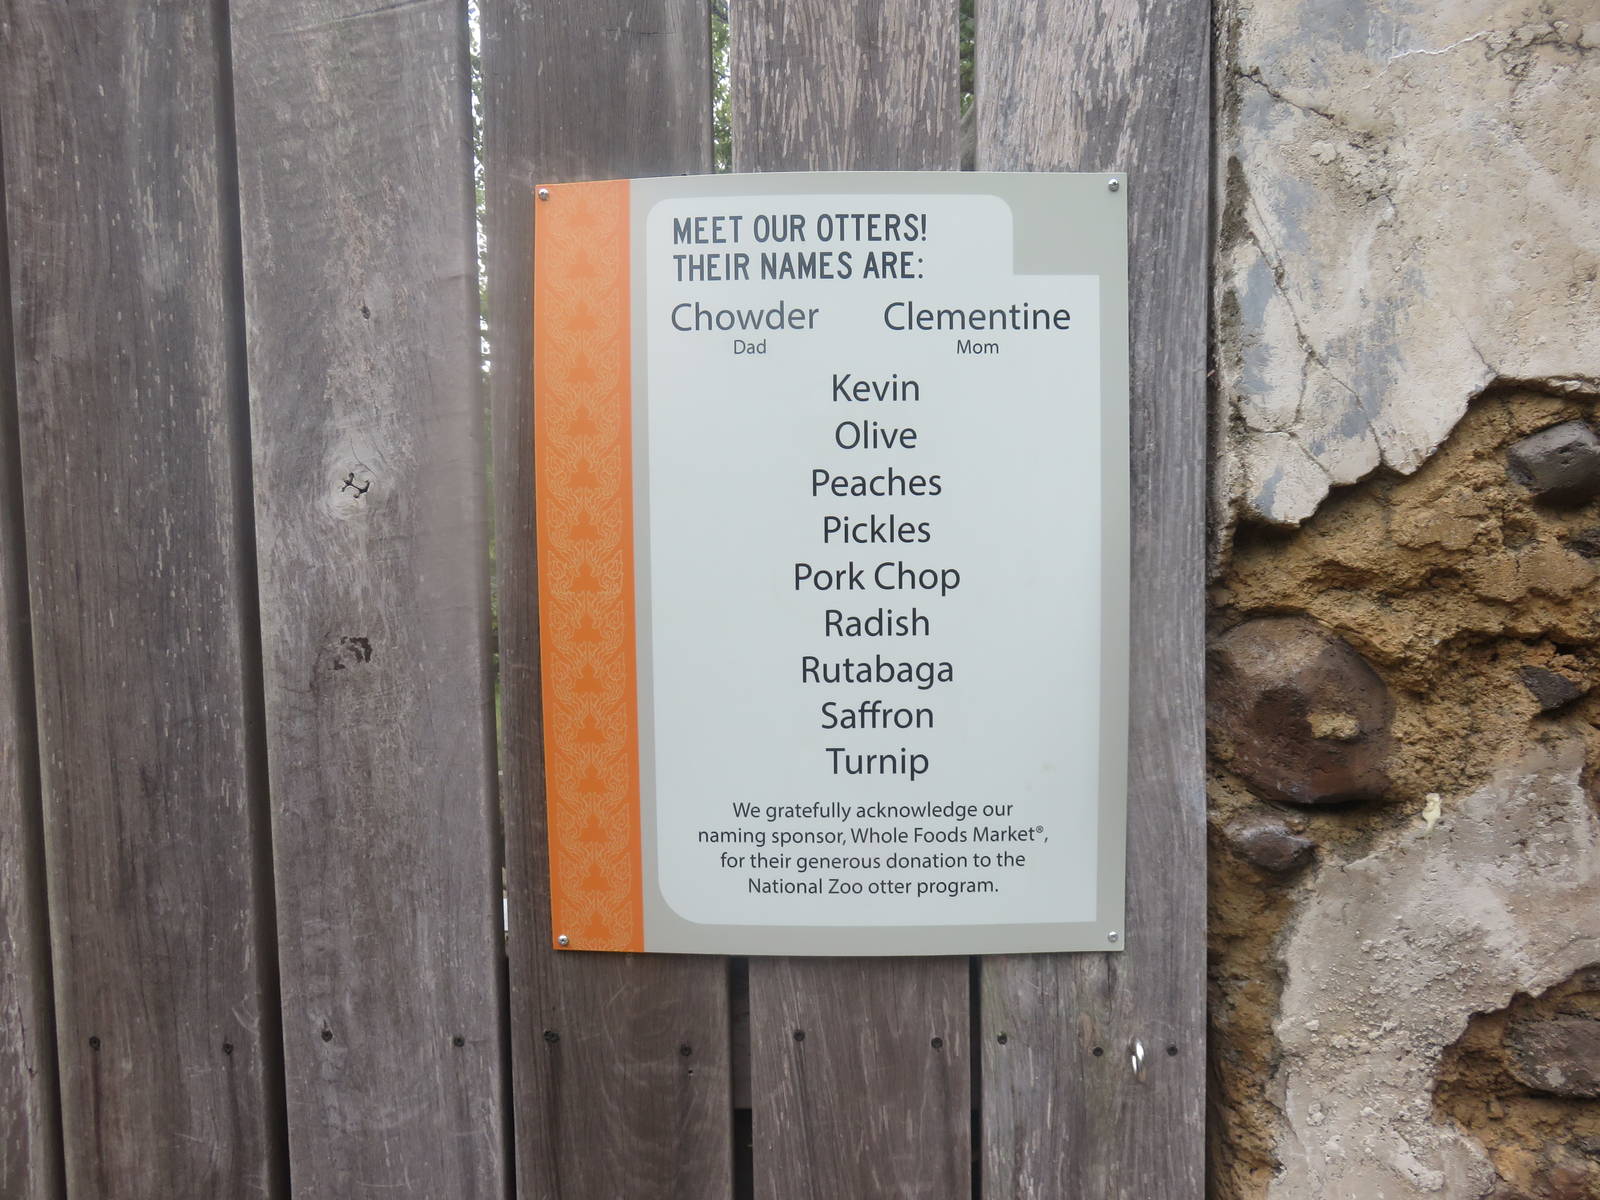 MEET OUR OTTERS!
THEIR NAMES ARE:
Chowder Clementine
Dad Mom
Kevin
Olive
Peaches
Pickles
Pork Chop
Radish
Rutabaga
Saffron
Turnip
We gratefully acknowledge our
naming sponsor, Whole Foods Market®,
for their generous donation to the
National Zoo otter program.